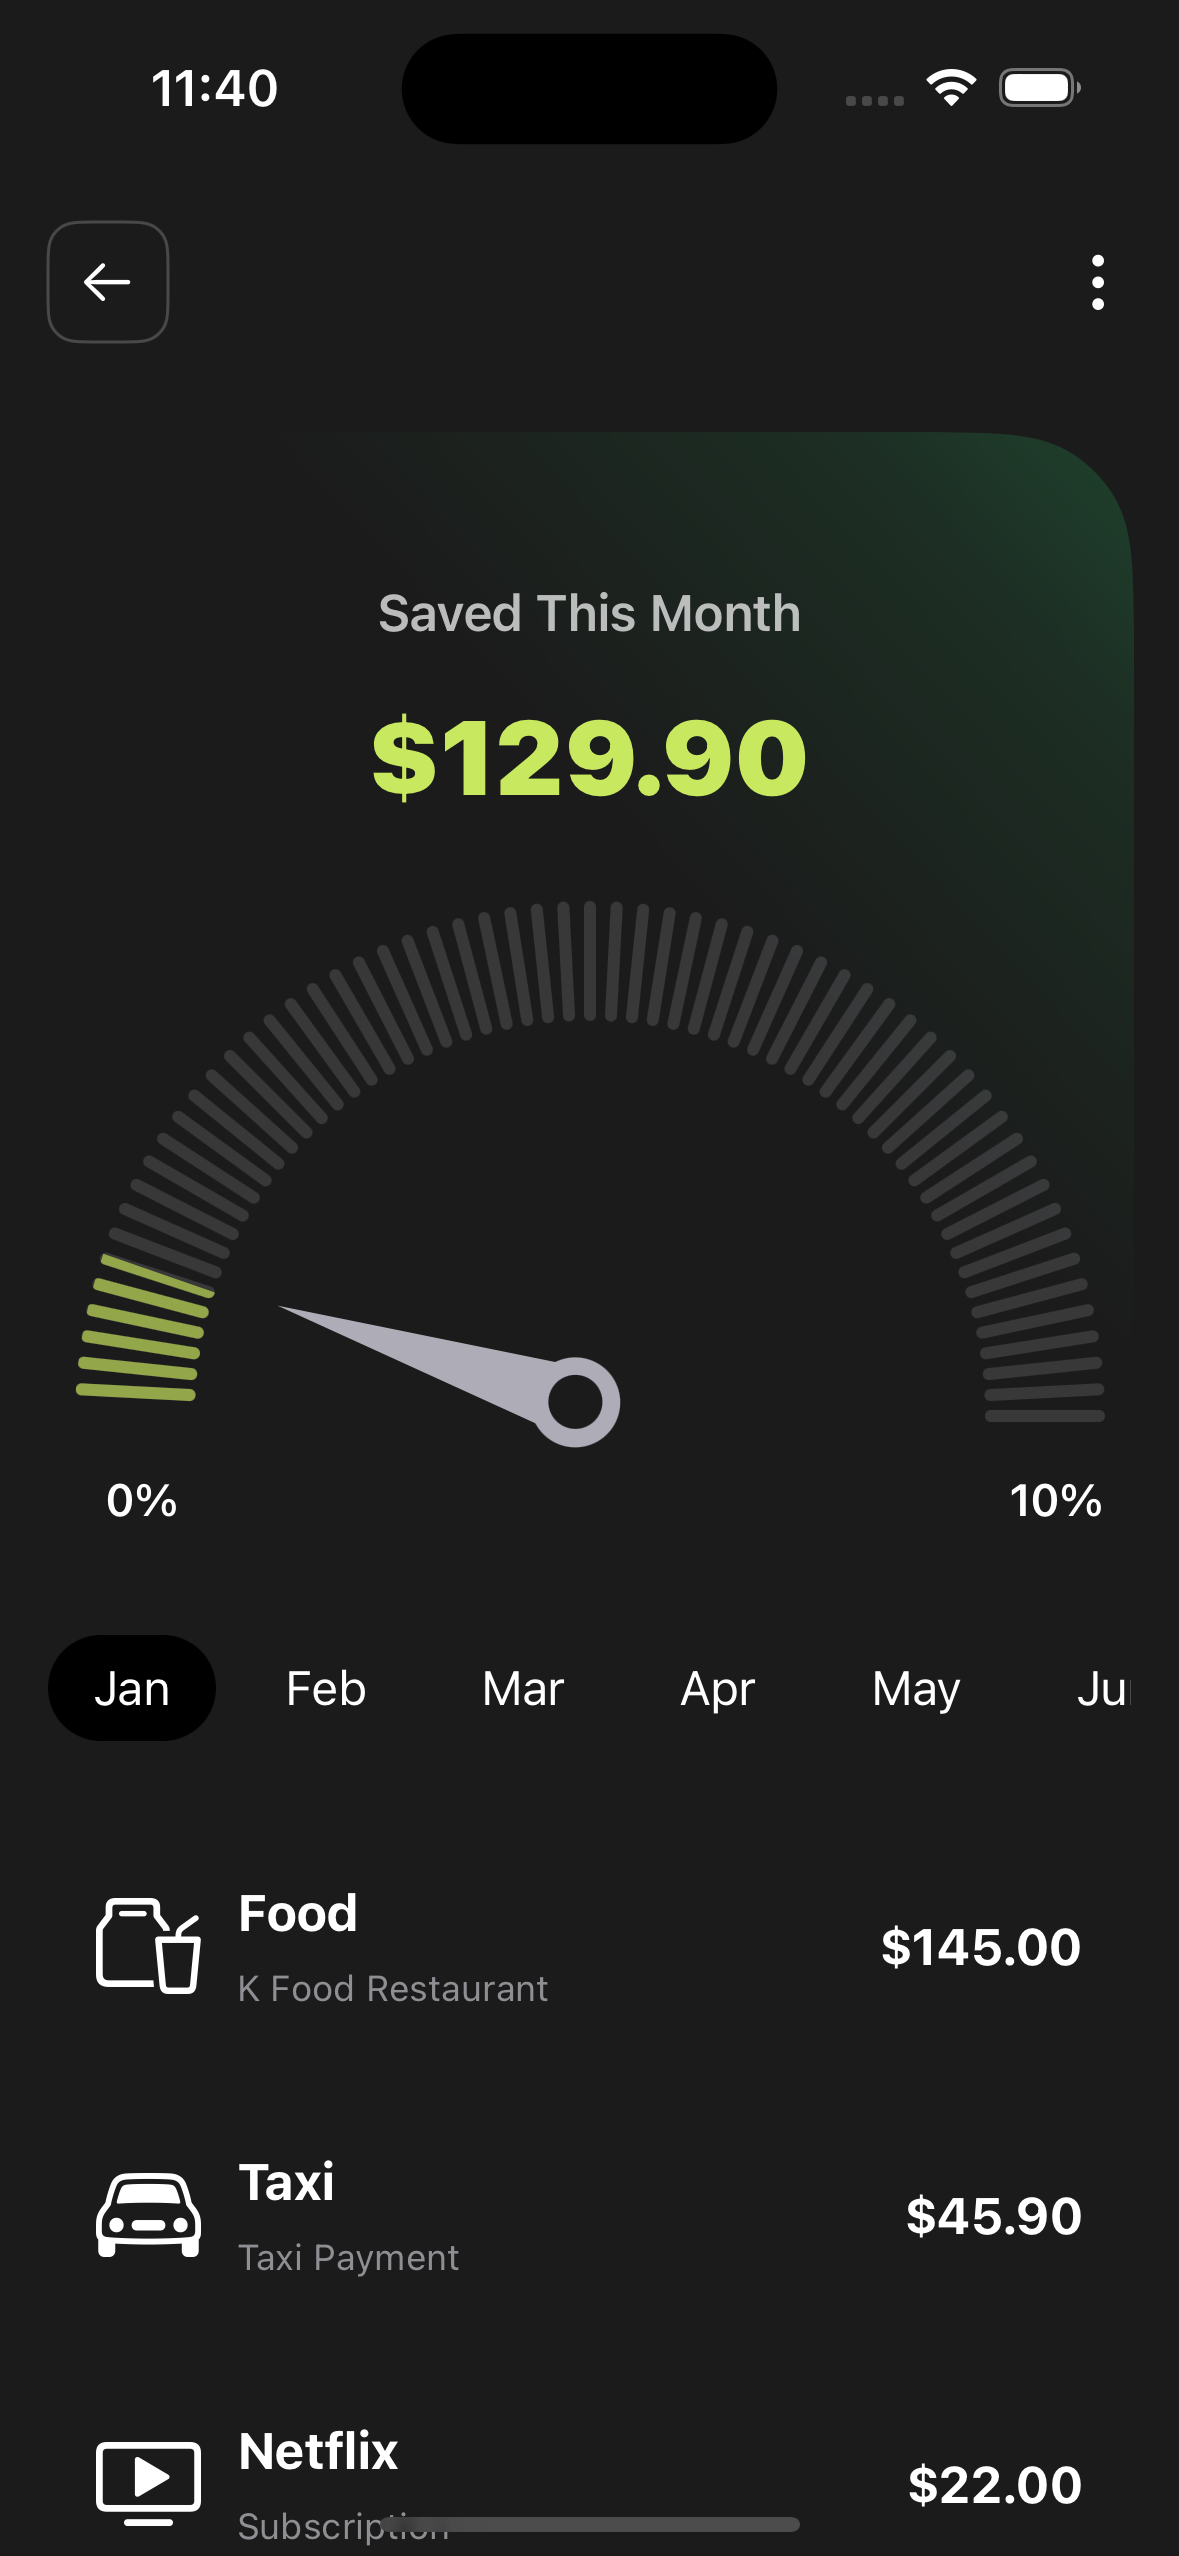 11:40
Saved This Month
$129.90
0%
10%
Jan Feb Mar Apr May
Food
K Food Restaurant
$145.00
Taxi
Taxi Payment
$45.90
Netflix
Subscription
$22.00